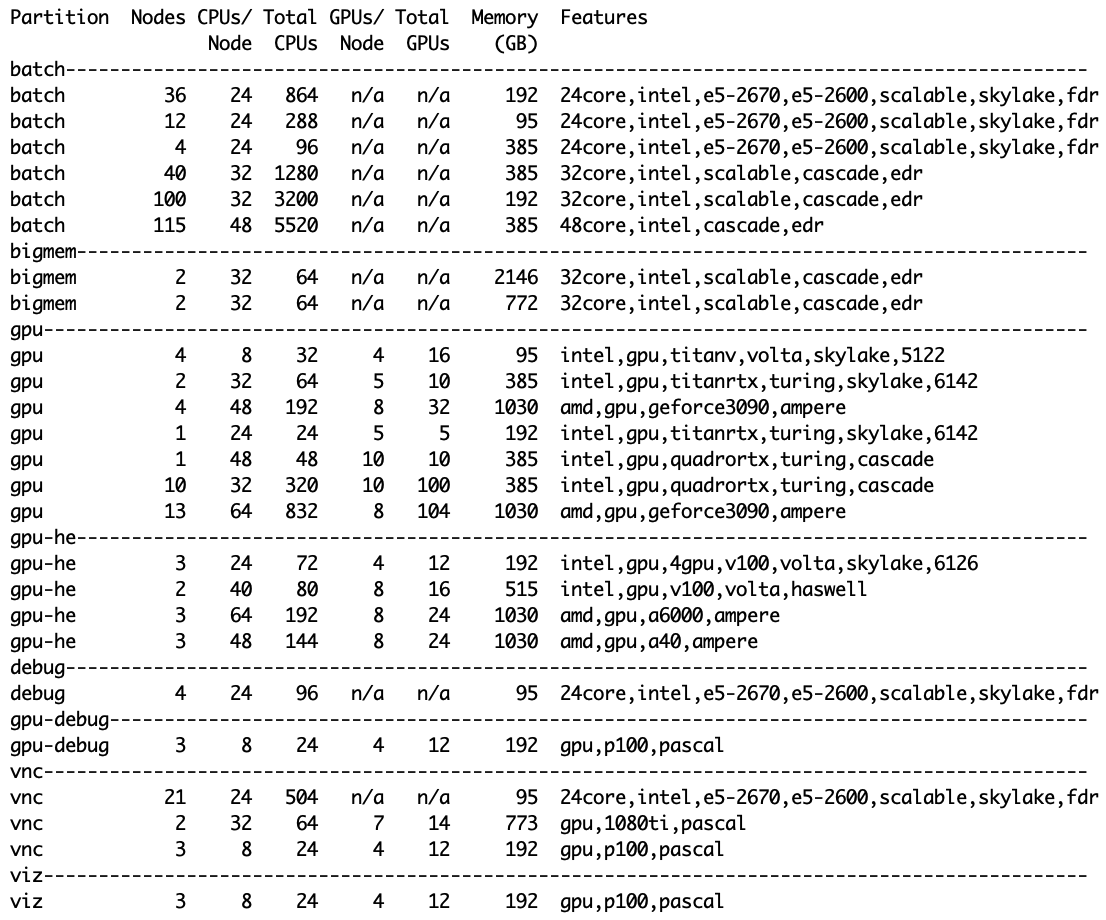 Partition  Nodes CPUs/ Total GPUs/ Total  Memory  Features
                  Node  CPUs  Node  GPUs    (GB)
batch---------------------------------------------------------------------------------------------
batch         36    24   864   n/a   n/a     192  24core,intel,e5-2670,e5-2600,scalable,skylake,fdr
batch         12    24   288   n/a   n/a      95  24core,intel,e5-2670,e5-2600,scalable,skylake,fdr
batch          4    24    96   n/a   n/a     385  24core,intel,e5-2670,e5-2600,scalable,skylake,fdr
batch         40    32  1280   n/a   n/a     385  32core,intel,scalable,cascade,edr
batch        100    32  3200   n/a   n/a     192  32core,intel,scalable,cascade,edr
batch        115    48  5520   n/a   n/a     385  48core,intel,cascade,edr
bigmem--------------------------------------------------------------------------------------------
bigmem         2    32    64   n/a   n/a    2146  32core,intel,scalable,cascade,edr
bigmem         2    32    64   n/a   n/a     772  32core,intel,scalable,cascade,edr
gpu-----------------------------------------------------------------------------------------------
gpu            4     8    32     4    16      95  intel,gpu,titanv,volta,skylake,5122
gpu            2    32    64     5    10     385  intel,gpu,titanrtx,turing,skylake,6142
gpu            4    48   192     8    32    1030  amd,gpu,geforce3090,ampere
gpu            1    24    24     5     5     192  intel,gpu,titanrtx,turing,skylake,6142
gpu            1    48    48    10    10     385  intel,gpu,quadrortx,turing,cascade
gpu           10    32   320    10   100     385  intel,gpu,quadrortx,turing,cascade
gpu           13    64   832     8   104    1030  amd,gpu,geforce3090,ampere
gpu-he--------------------------------------------------------------------------------------------
gpu-he         3    24    72     4    12     192  intel,gpu,4gpu,v100,volta,skylake,6126
gpu-he         2    40    80     8    16     515  intel,gpu,v100,volta,haswell
gpu-he         3    64   192     8    24    1030  amd,gpu,a6000,ampere
gpu-he         3    48   144     8    24    1030  amd,gpu,a40,ampere
debug---------------------------------------------------------------------------------------------
debug          4    24    96   n/a   n/a      95  24core,intel,e5-2670,e5-2600,scalable,skylake,fdr
gpu-debug-----------------------------------------------------------------------------------------
gpu-debug      3     8    24     4    12     192  gpu,p100,pascal
vnc-----------------------------------------------------------------------------------------------
vnc           21    24   504   n/a   n/a      95  24core,intel,e5-2670,e5-2600,scalable,skylake,fdr
vnc            2    32    64     7    14     773  gpu,1080ti,pascal
vnc            3     8    24     4    12     192  gpu,p100,pascal
viz-----------------------------------------------------------------------------------------------
viz            3     8    24     4    12     192  gpu,p100,pascal